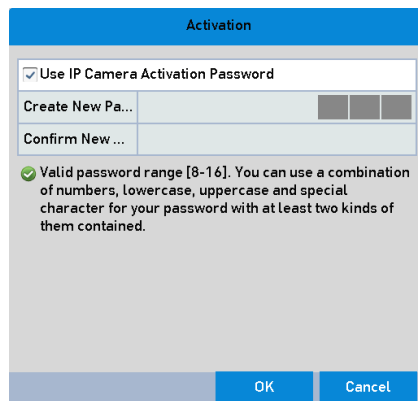 Activation
Use IP Camera Activation Password
Create New Pa...
Confirm New ...
Valid password range [8-16]. You can use a combination
of numbers, lowercase, uppercase and special
character for your password with at least two kinds of
them contained.
OK Cancel